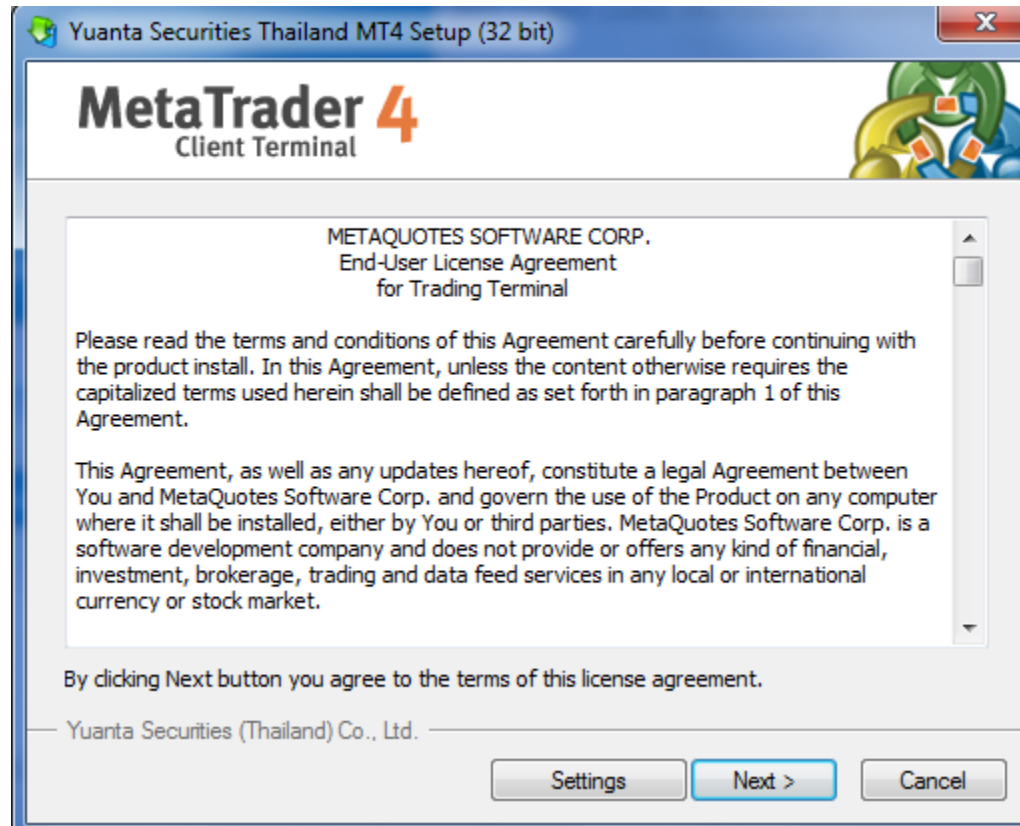 Yuanta Securities Thailand MT4 Setup (32 bit)
MetaTrader 4
Client Terminal
METAQUOTES SOFTWARE CORP.
End-User License Agreement
for Trading Terminal
Please read the terms and conditions of this Agreement carefully before continuing with
the product install. In this Agreement, unless the content otherwise requires the
capitalized terms used herein shall be defined as set forth in paragraph 1 of this
Agreement.
This Agreement, as well as any updates hereof, constitute a legal Agreement between
You and MetaQuotes Software Corp. and govern the use of the Product on any computer
where it shall be installed, either by You or third parties. MetaQuotes Software Corp. is a
software development company and does not provide or offers any kind of financial,
investment, brokerage, trading and data feed services in any local or international
currency or stock market.
By clicking Next button you agree to the terms of this license agreement.
Yuanta Securities (Thailand) Co., Ltd.
Settings
Next >
Cancel